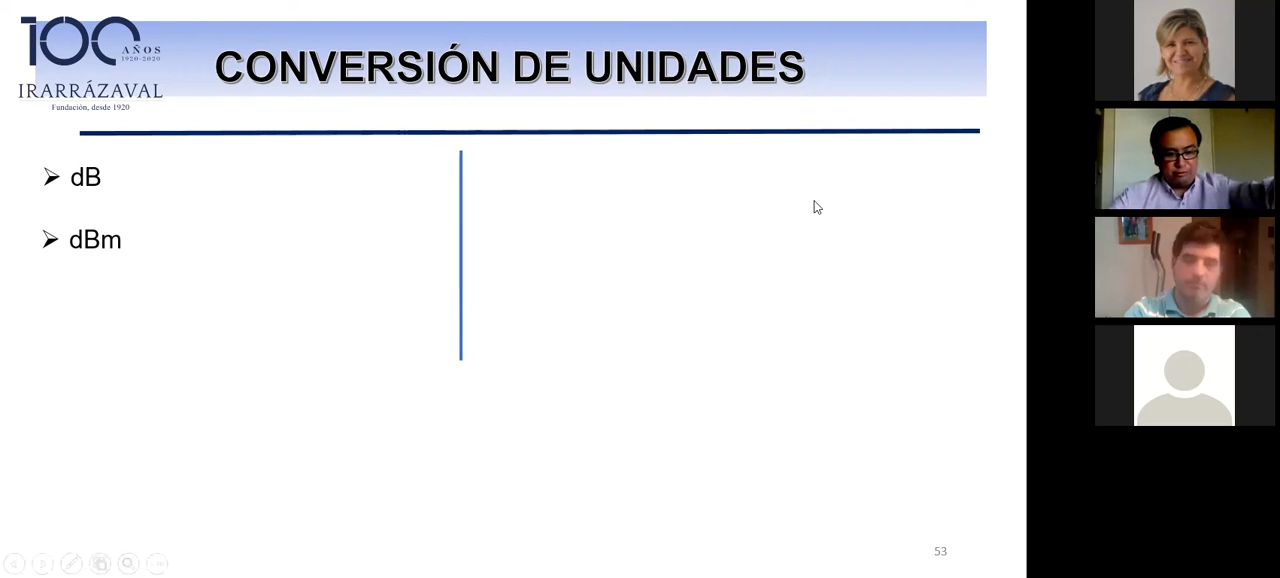 100
AÑOS
1920-2020
IRARRÁZAVAL
Fundación, desde 1920
CONVERSIÓN DE UNIDADES
➢ dB
➢ dBm
53